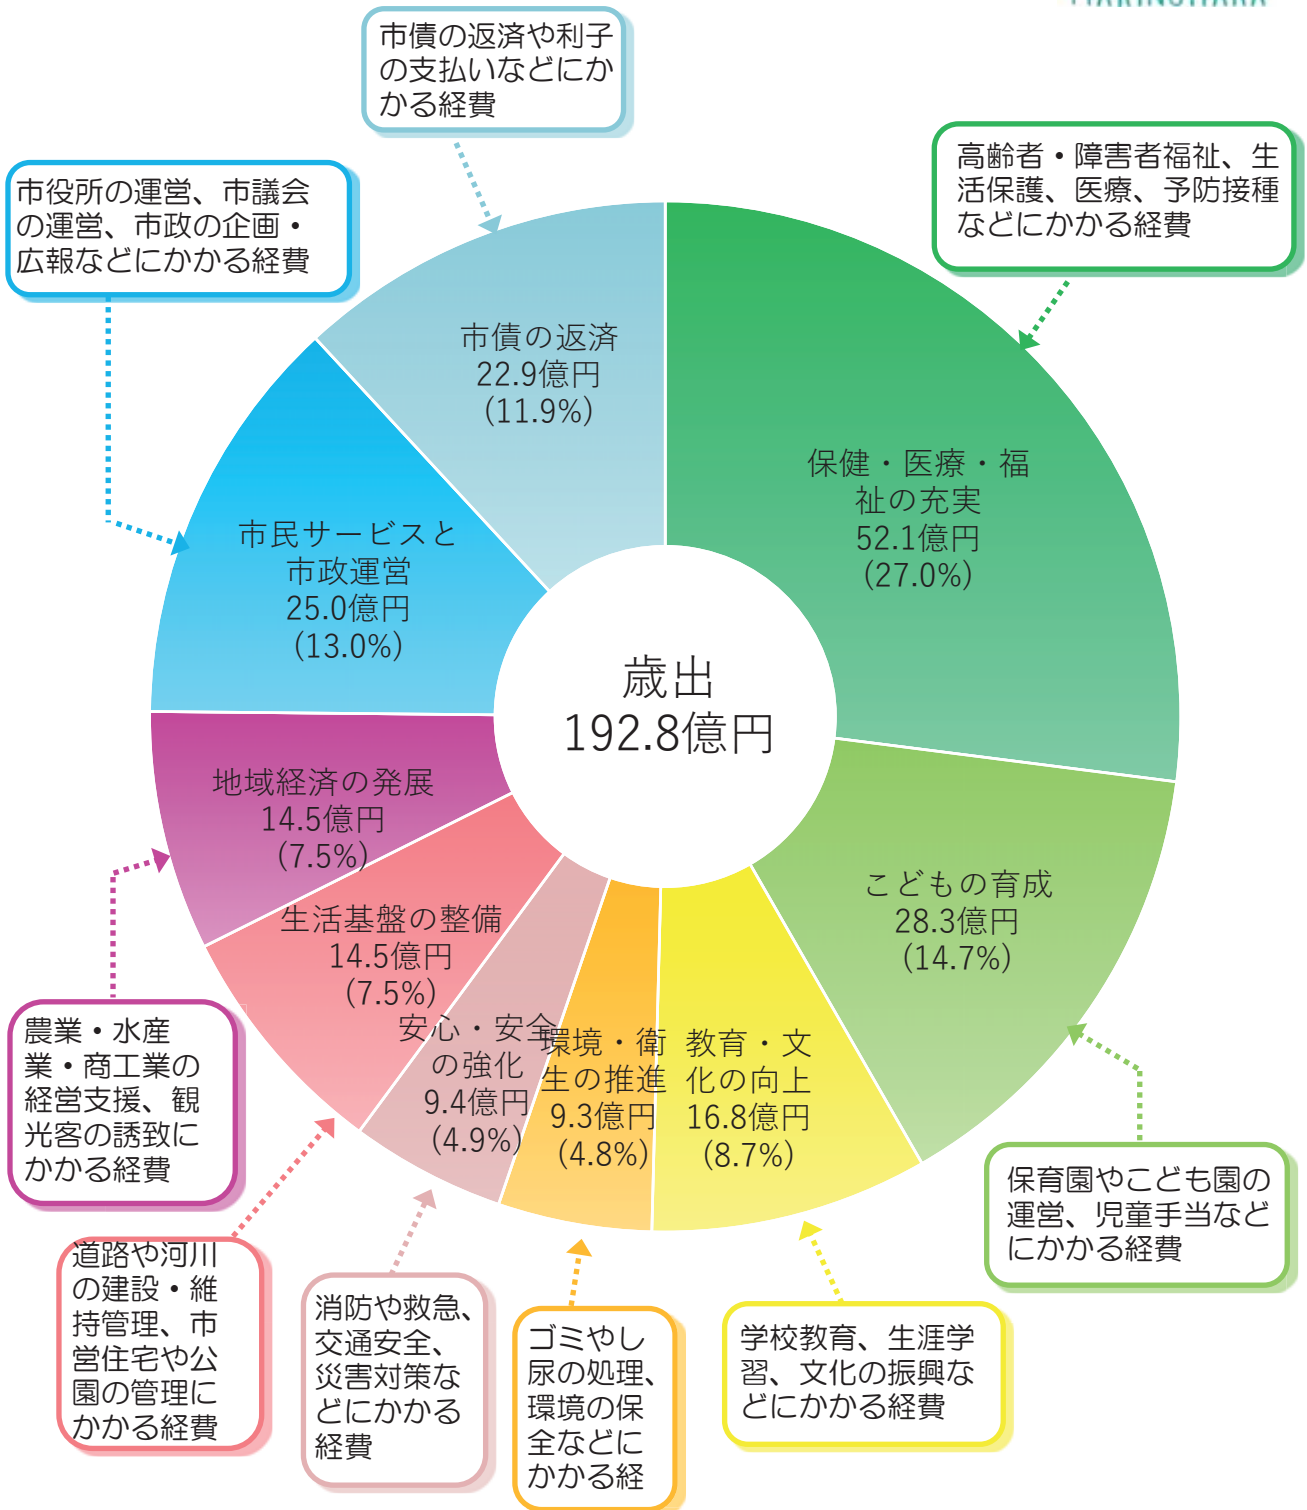 市債の返済や利子
の支払いなどにか
かる経費
高齢者・障害者福祉、生
活保護、医療、予防接種
などにかかる経費
市役所の運営、市議会
の運営、市政の企画・
広報などにかかる経費
市債の返済
22.9億円
(11.9%)
保健・医療・福
祉の充実
52.1億円
(27.0%)
市民サービスと
市政運営
25.0億円
(13.0%)
歳出
192.8億円
地域経済の発展
14.5億円
(7.5%)
こどもの育成
28.3億円
(14.7%)
生活基盤の整備
14.5億円
(7.5%)
安心・安全
の強化
9.4億円
(4.9%)
環境・衛
生の推進
9.3億円
(4.8%)
教育・文
化の向上
16.8億円
(8.7%)
農業・水産
業・商工業の
経営支援、観
光客の誘致に
かかる経費
保育園やこども園の
運営、児童手当など
にかかる経費
道路や河川
の建設・維
持管理、市
営住宅や公
園の管理に
かかる経費
消防や救急、
交通安全、
災害対策な
どにかかる
経費
ゴミやし
尿の処理、
環境の保
全などに
かかる経
学校教育、生涯学
習、文化の振興な
どにかかる経費